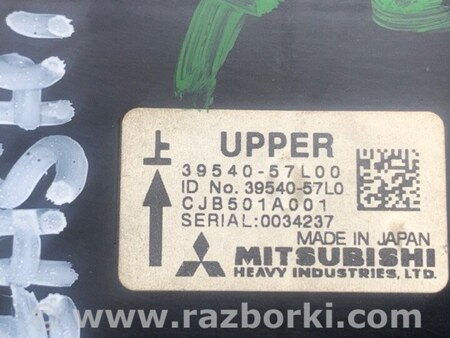 上 UPPER
39540-57L00
ID No. 39540-57L0
CJB501A001
SERIAL:0034237
MADE IN JAPAN
MITSUBISHI
HEAVY INDUSTRIES, LTD.
www.razborki.com